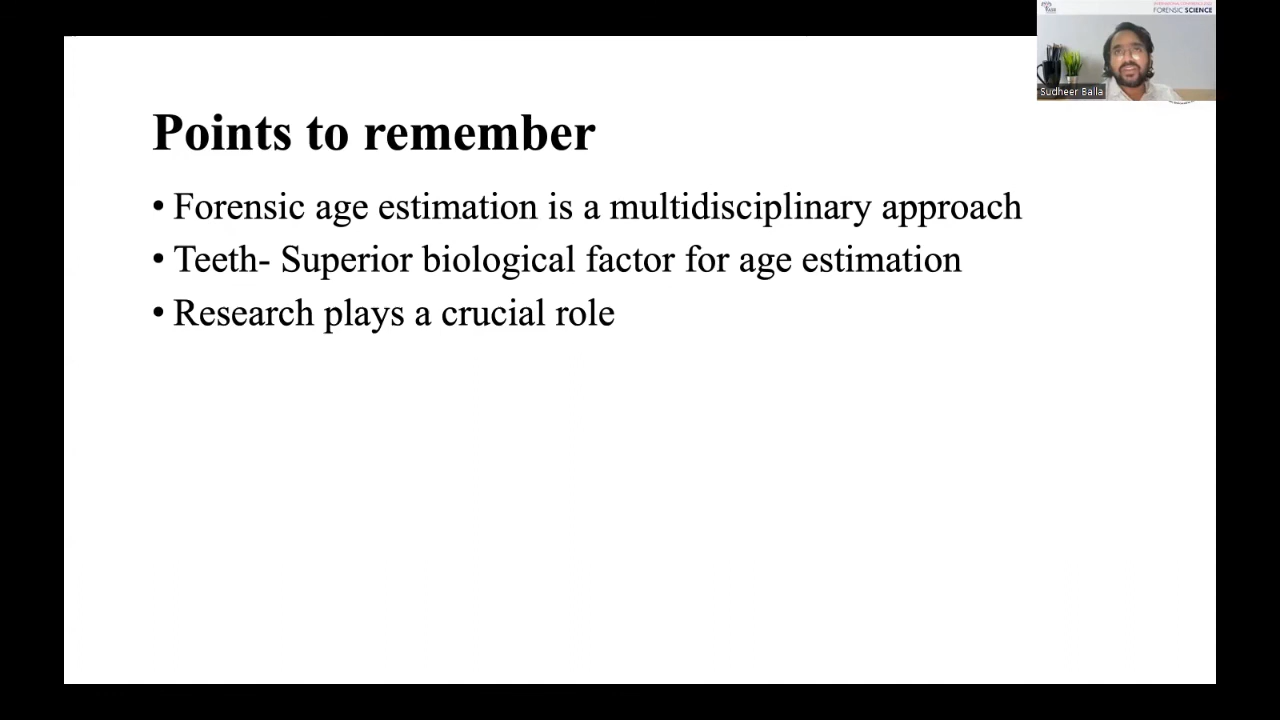 FORENSIC SCIENCE
Sudheer Balla
Points to remember
• Forensic age estimation is a multidisciplinary approach
• Teeth- Superior biological factor for age estimation
• Research plays a crucial role